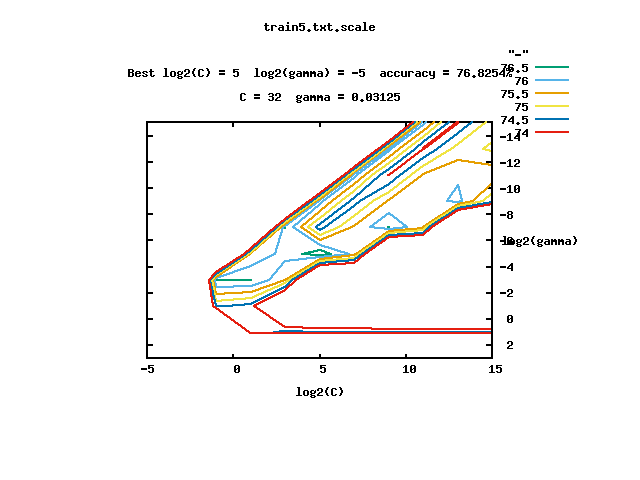 train5.txt.scale
"-"
76.5
Best log2(C) = 5  log2(gamma) = -5  accuracy = 76.8254%
76
75.5
C = 32  gamma = 0.03125
75
74.5
74
-14
-12
-10
-8
-6
log2(gamma)
-4
-2
0
2
-5 0 5 10 15
log2(C)